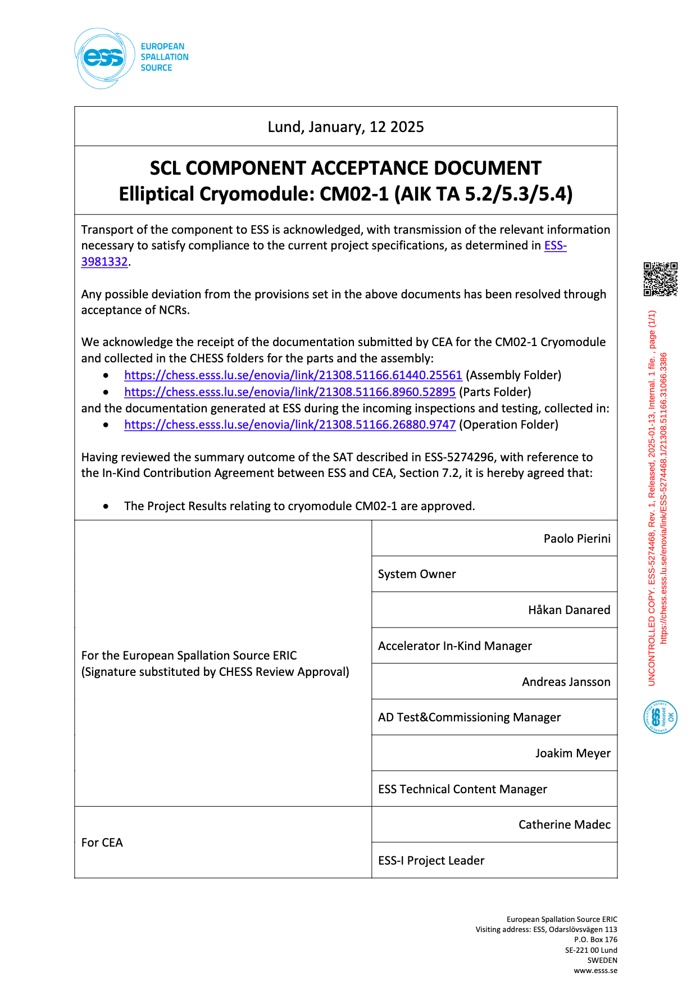 ess
EUROPEAN
SPALLATION
SOURCE
Lund, January, 12 2025
SCL COMPONENT ACCEPTANCE DOCUMENT
Elliptical Cryomodule: CM02-1 (AIK TA 5.2/5.3/5.4)
Transport of the component to ESS is acknowledged, with transmission of the relevant information
necessary to satisfy compliance to the current project specifications, as determined in ESS-
3981332.
Any possible deviation from the provisions set in the above documents has been resolved through
acceptance of NCRs.
We acknowledge the receipt of the documentation submitted by CEA for the CM02-1 Cryomodule
and collected in the CHESS folders for the parts and the assembly:
• https://chess.esss.lu.se/enovia/link/21308.51166.61440.25561 (Assembly Folder)
• https://chess.esss.lu.se/enovia/link/21308.51166.8960.52895 (Parts Folder)
and the documentation generated at ESS during the incoming inspections and testing, collected in:
• https://chess.esss.lu.se/enovia/link/21308.51166.26880.9747 (Operation Folder)
Having reviewed the summary outcome of the SAT described in ESS-5274296, with reference to
the In-Kind Contribution Agreement between ESS and CEA, Section 7.2, it is hereby agreed that:
• The Project Results relating to cryomodule CM02-1 are approved.
For the European Spallation Source ERIC
(Signature substituted by CHESS Review Approval)
Paolo Pierini
System Owner
Håkan Danared
Accelerator In-Kind Manager
Andreas Jansson
AD Test&Commissioning Manager
Joakim Meyer
ESS Technical Content Manager
For CEA
Catherine Madec
ESS-I Project Leader
European Spallation Source ERIC
Visiting address: ESS, Odarslövsvägen 113
P.O. Box 176
SE-221 00 Lund
SWEDEN
www.esss.se
UNCONTROLLED COPY. ESS-5274468, Rev. 1, Released, 2025-01-13, Internal. 1 file. , page (1/1)
https://chess.esss.lu.se/enovia/link/ESS-5274468.1/21308.51166.31066.3386
EUROPEAN SPALLATION SOURCE
ess
Released
OK